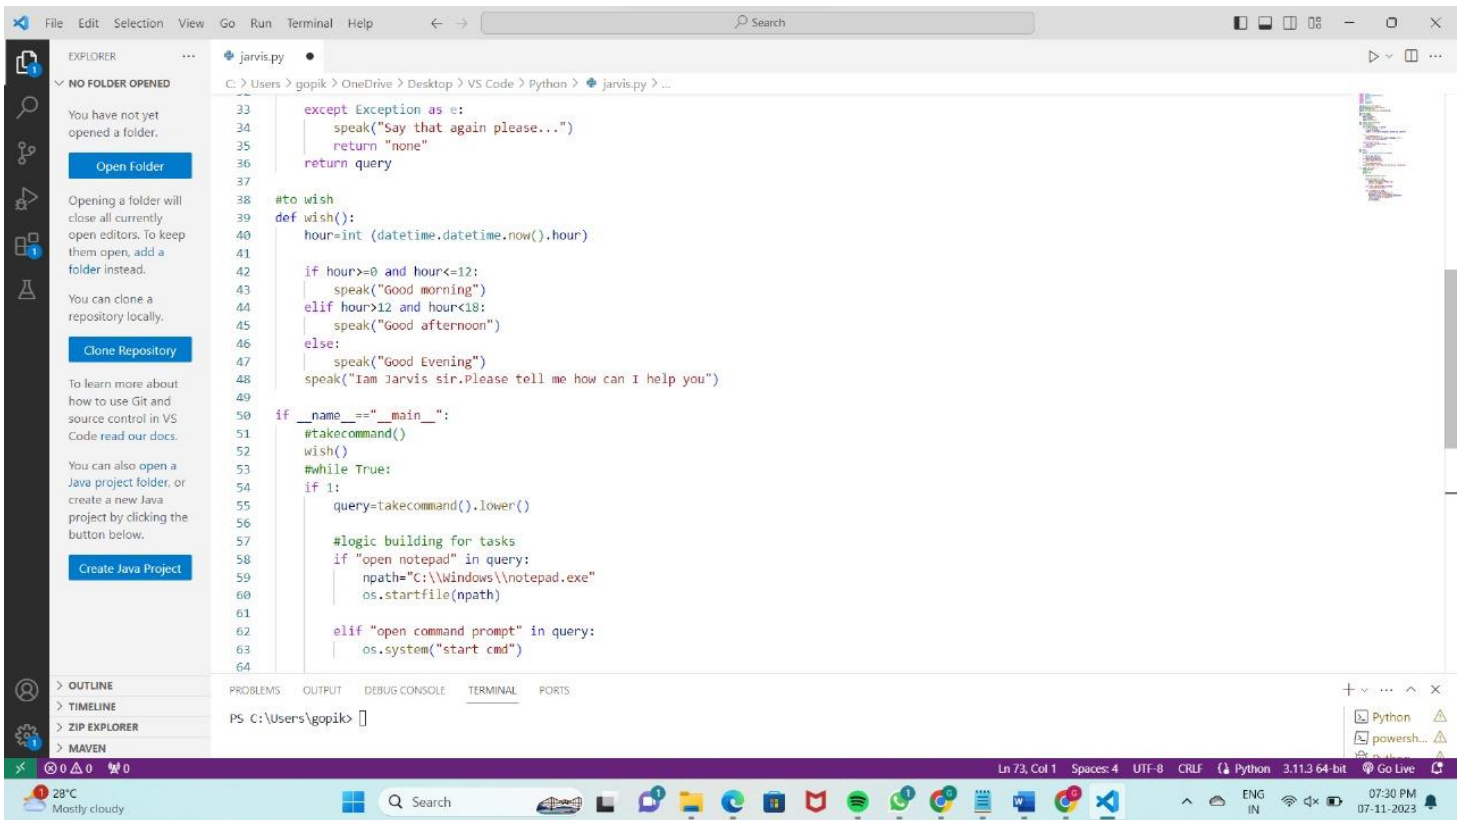 File Edit Selection View Go Run Terminal Help
Search
EXPLORER
jarvis.py
NO FOLDER OPENED
C: > Users > gopik > OneDrive > Desktop > VS Code > Python > jarvis.py > ...
You have not yet
opened a folder.
Open Folder
Opening a folder will
close all currently
open editors. To keep
them open, add a
folder instead.
You can clone a
repository locally.
Clone Repository
To learn more about
how to use Git and
source control in VS
Code read our docs.
You can also open a
Java project folder, or
create a new Java
project by clicking the
button below.
Create Java Project
OUTLINE
TIMELINE
ZIP EXPLORER
MAVEN
33 except Exception as e:
34 speak("Say that again please...")
35 return "none"
36 return query
37
38 #to wish
39 def wish():
40 hour=int (datetime.datetime.now().hour)
41
42 if hour>=0 and hour<=12:
43 speak("Good morning")
44 elif hour>12 and hour<18:
45 speak("Good afternoon")
46 else:
47 speak("Good Evening")
48 speak("Iam Jarvis sir.Please tell me how can I help you")
49
50 if __name__=="__main__":
51 #takecommand()
52 wish()
53 #while True:
54 if 1:
55 query=takecommand().lower()
56
57 #logic building for tasks
58 if "open notepad" in query:
59 npath="C:\\Windows\\notepad.exe"
60 os.startfile(npath)
61
62 elif "open command prompt" in query:
63 os.system("start cmd")
64
PROBLEMS OUTPUT DEBUG CONSOLE TERMINAL PORTS
PS C:\Users\gopik>
Python
powersh...
0 0 0
Ln 73, Col 1 Spaces: 4 UTF-8 CRLF Python 3.11.3 64-bit Go Live
28°C
Mostly cloudy
Search
ENG
IN
07:30 PM
07-11-2023